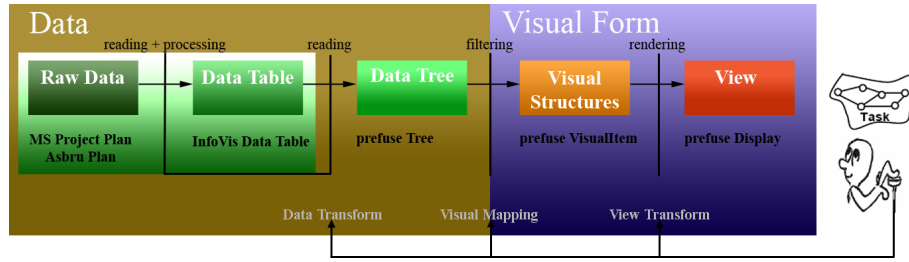 Data
Visual Form
reading + processing
reading
filtering
rendering
Raw Data
Data Table
Data Tree
Visual
Structures
View
Task
MS Project Plan
Asbru Plan
InfoVis Data Table
prefuse Tree
prefuse VisualItem
prefuse Display
Data Transform
Visual Mapping
View Transform